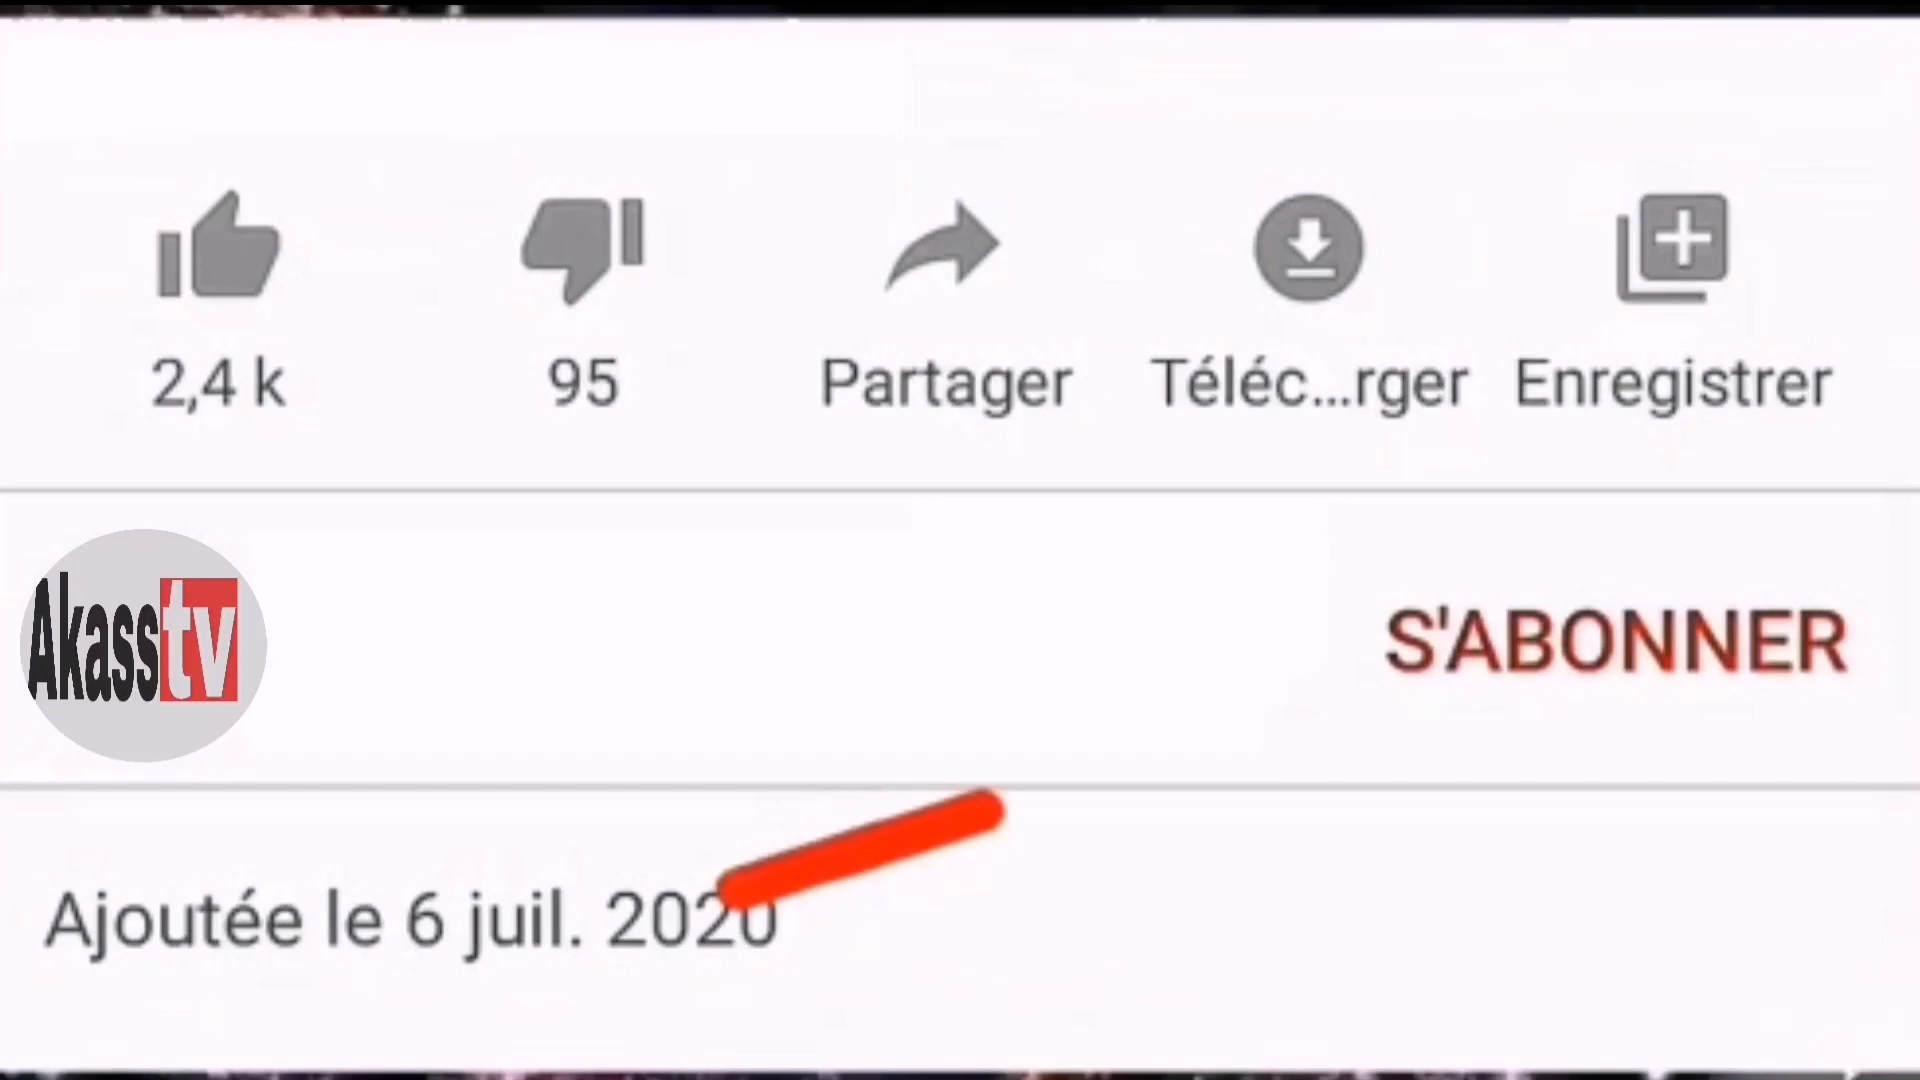 2,4 k 95 Partager Téléc...rger Enregistrer
Akasstv S'ABONNER
Ajoutée le 6 juil. 2020